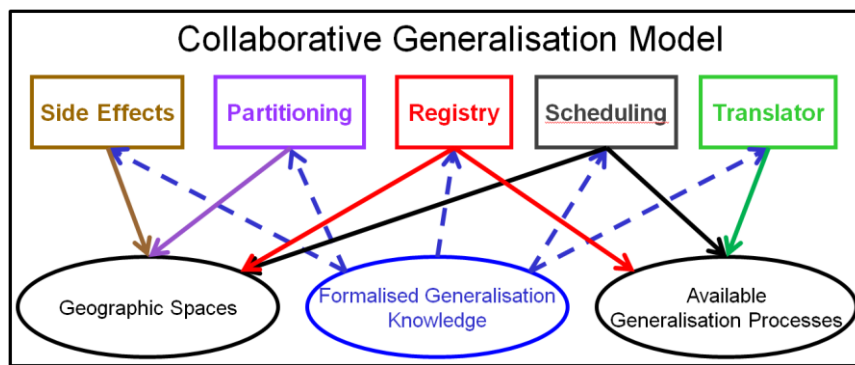 Collaborative Generalisation Model
Side Effects
Partitioning
Registry
Scheduling
Translator
Geographic Spaces
Formalised Generalisation
Knowledge
Available
Generalisation Processes